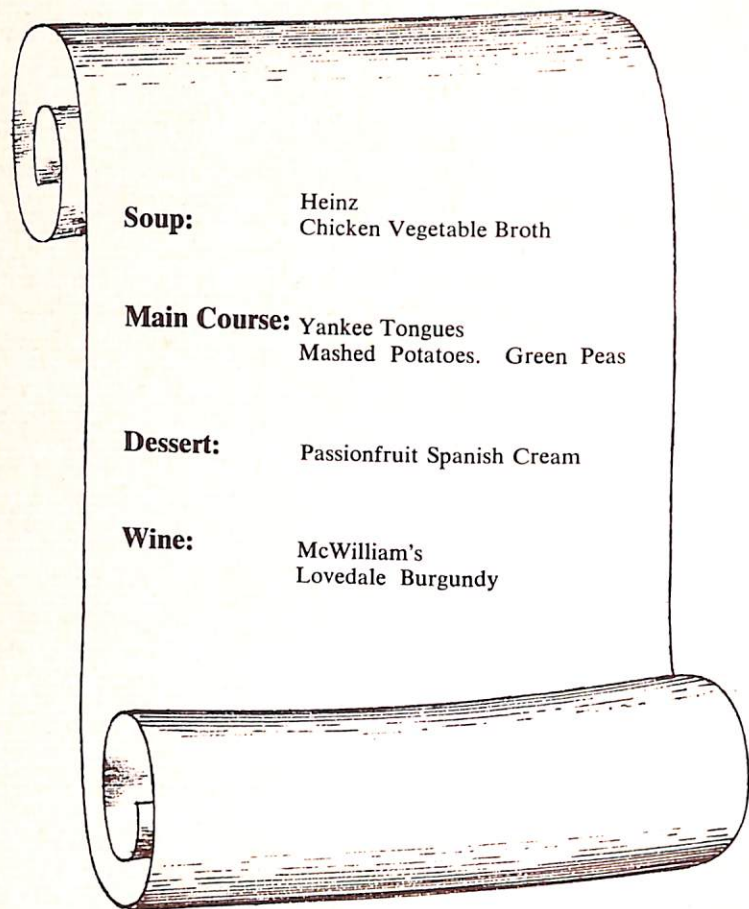 Soup: Heinz
Chicken Vegetable Broth
Main Course: Yankee Tongues
Mashed Potatoes. Green Peas
Dessert: Passionfruit Spanish Cream
Wine: McWilliam's
Lovedale Burgundy